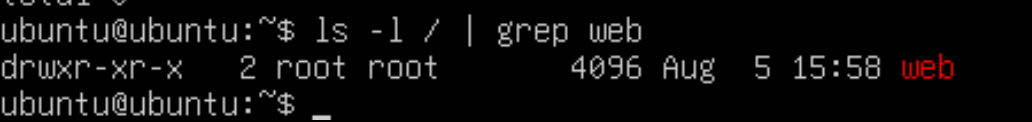 ubuntu@ubuntu:~$ ls -l / | grep web
drwxr-xr-x   2 root root       4096 Aug  5 15:58 web
ubuntu@ubuntu:~$ _